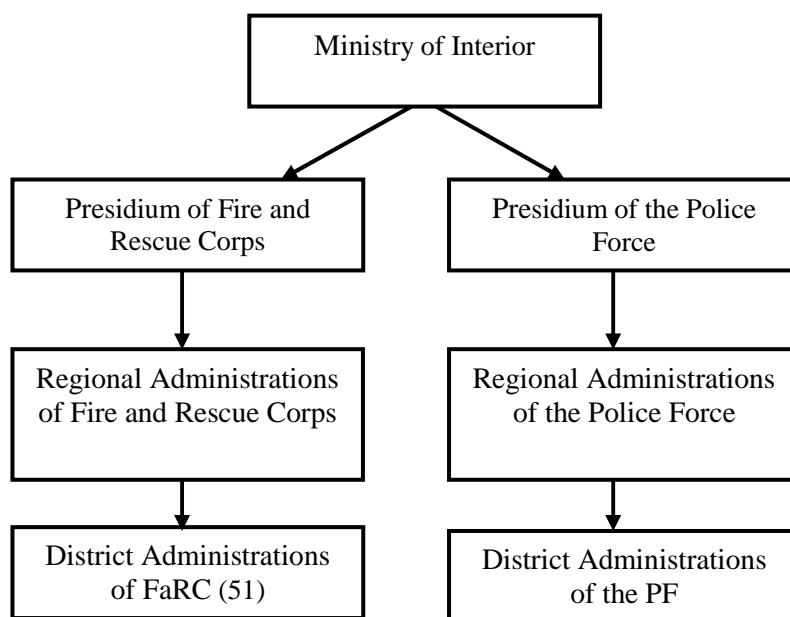 Ministry of Interior
Presidium of Fire and
Rescue Corps
Presidium of the Police
Force
Regional Administrations
of Fire and Rescue Corps
Regional Administrations
of the Police Force
District Administrations
of FaRC (51)
District Administrations
of the PF